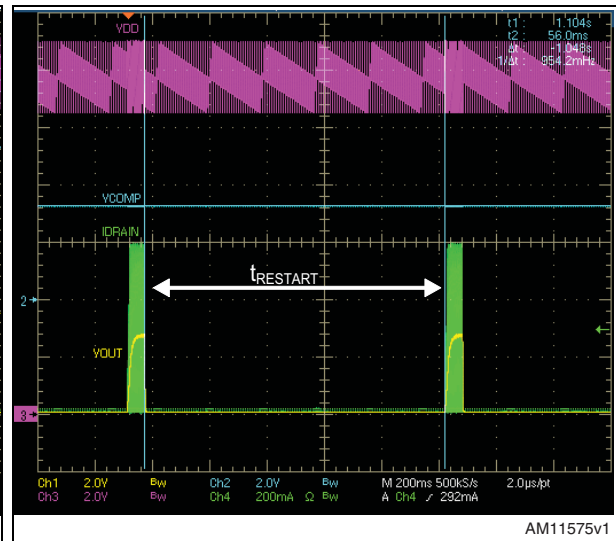 VDD
t1 : 1.104s
t2 : 56.0ms
Δt : -1.048s
1/Δt : 954.2mHz
VCOMP
IDRAIN
tRESTART
2
VOUT
3
Ch1 2.0V Bw Ch2 2.0V Bw M 200ms 500kS/s 2.0µs/pt
Ch3 2.0V Bw Ch4 200mA Ω Bw A Ch4 ∕ 292mA
AM11575v1